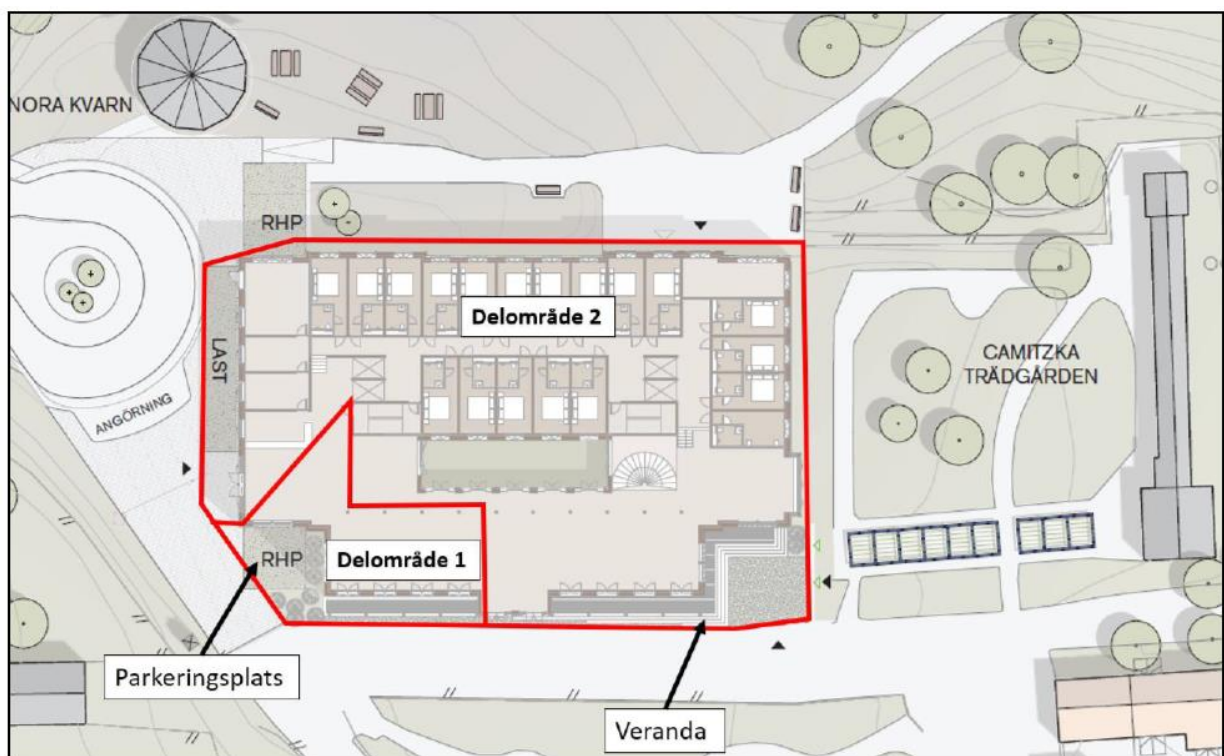 NORA KVARN
RHP
Delområde 2
LAST
ANGÖRNING
CAMITZKA
TRÄDGÅRDEN
RHP
Delområde 1
Parkeringsplats
Veranda